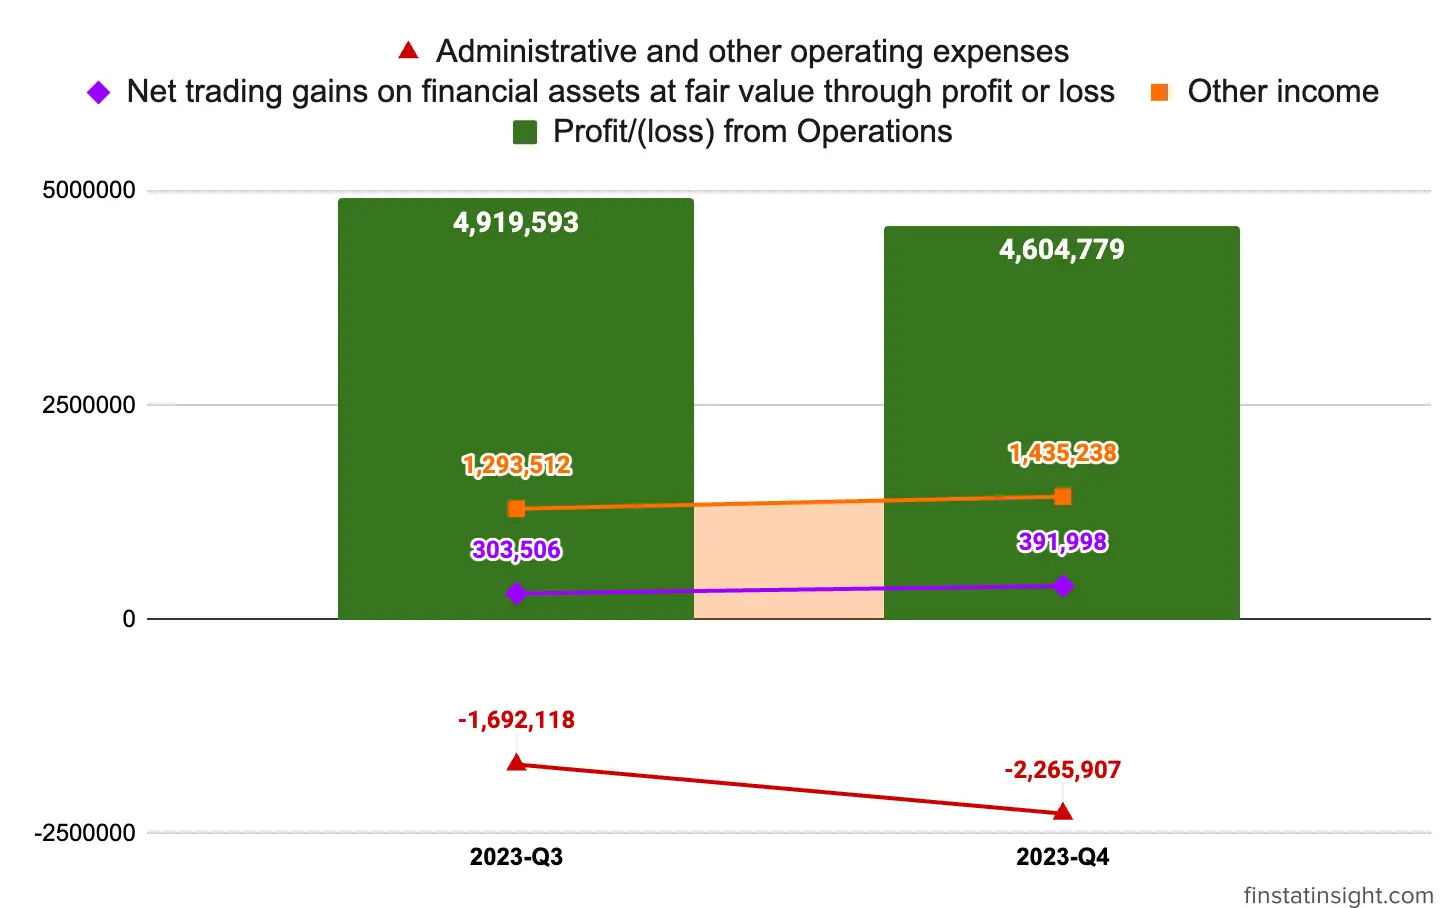 Administrative and other operating expenses
Net trading gains on financial assets at fair value through profit or loss Other income
Profit/(loss) from Operations
5000000
4,919,593
4,604,779
2500000
1,293,512
1,435,238
303,506
391,998
0
-1,692,118
-2,265,907
-2500000
2023-Q3 2023-Q4
finstatinsight.com